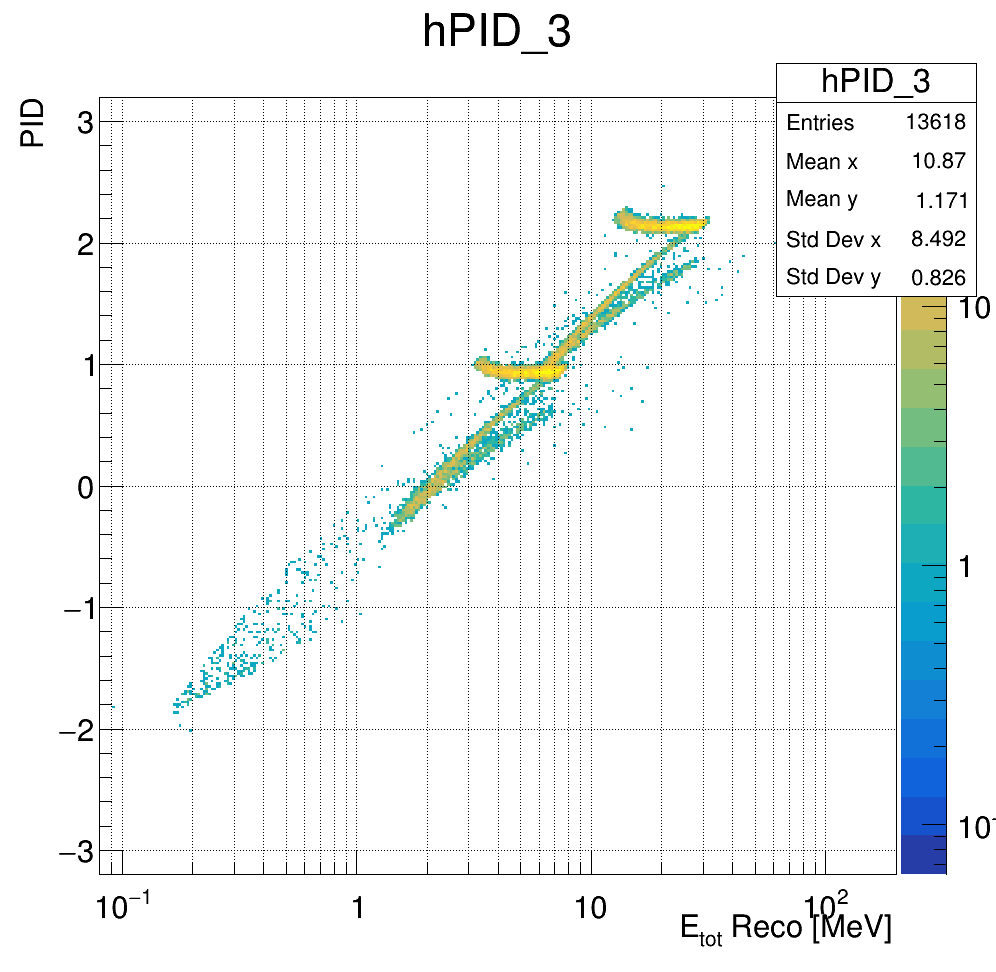 hPID_3
PID
hPID_3
Entries 13618
Mean x 10.87
Mean y 1.171
Std Dev x 8.492
Std Dev y 0.826
3
2
1
0
−1
−2
−3
10
1
10⁻
10⁻¹ 1 10 10²
E_tot Reco [MeV]